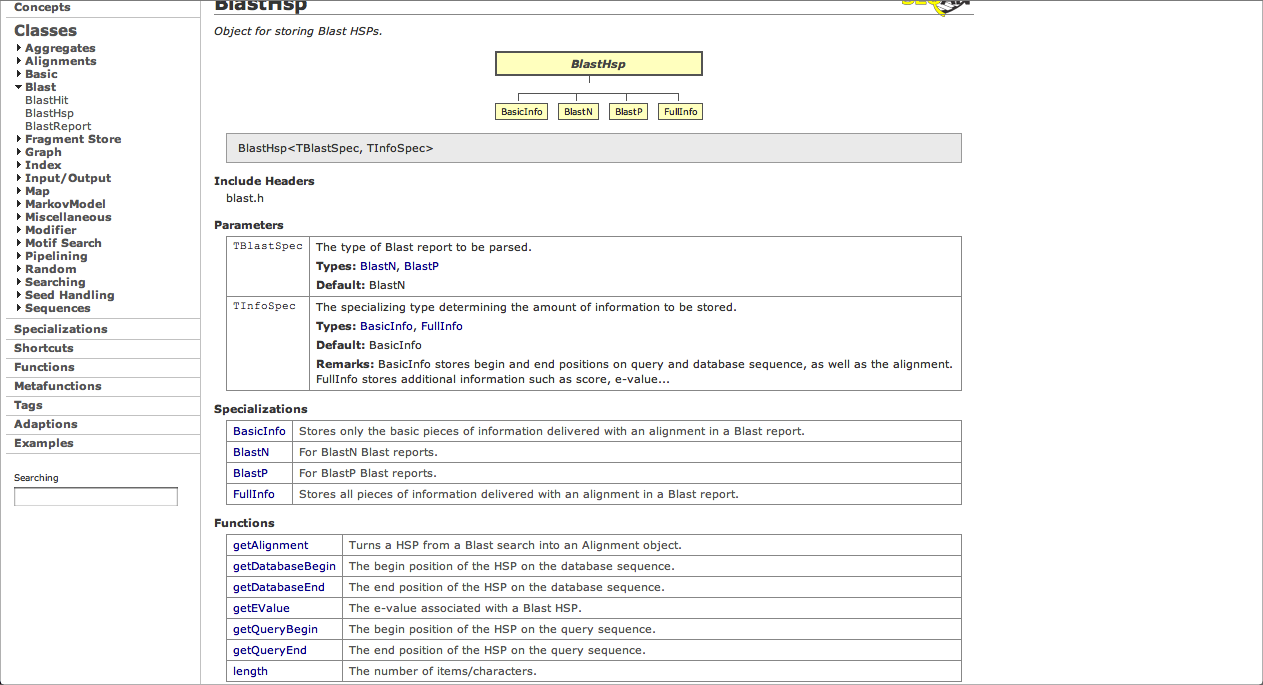 Concepts
Classes
Aggregates
Alignments
Basic
Blast
BlastHit
BlastHsp
BlastReport
Fragment Store
Graph
Index
Input/Output
Map
MarkovModel
Miscellaneous
Modifier
Motif Search
Pipelining
Random
Searching
Seed Handling
Sequences
Specializations
Shortcuts
Functions
Metafunctions
Tags
Adaptions
Examples
Searching
BlastHsp
Object for storing Blast HSPs.
BlastHsp
BasicInfo BlastN BlastP FullInfo
BlastHsp<TBlastSpec, TInfoSpec>
Include Headers
blast.h
Parameters
TBlastSpec The type of Blast report to be parsed.
Types: BlastN, BlastP
Default: BlastN
TInfoSpec The specializing type determining the amount of information to be stored.
Types: BasicInfo, FullInfo
Default: BasicInfo
Remarks: BasicInfo stores begin and end positions on query and database sequence, as well as the alignment.
FullInfo stores additional information such as score, e-value...
Specializations
BasicInfo Stores only the basic pieces of information delivered with an alignment in a Blast report.
BlastN For BlastN Blast reports.
BlastP For BlastP Blast reports.
FullInfo Stores all pieces of information delivered with an alignment in a Blast report.
Functions
getAlignment Turns a HSP from a Blast search into an Alignment object.
getDatabaseBegin The begin position of the HSP on the database sequence.
getDatabaseEnd The end position of the HSP on the database sequence.
getEValue The e-value associated with a Blast HSP.
getQueryBegin The begin position of the HSP on the query sequence.
getQueryEnd The end position of the HSP on the query sequence.
length The number of items/characters.